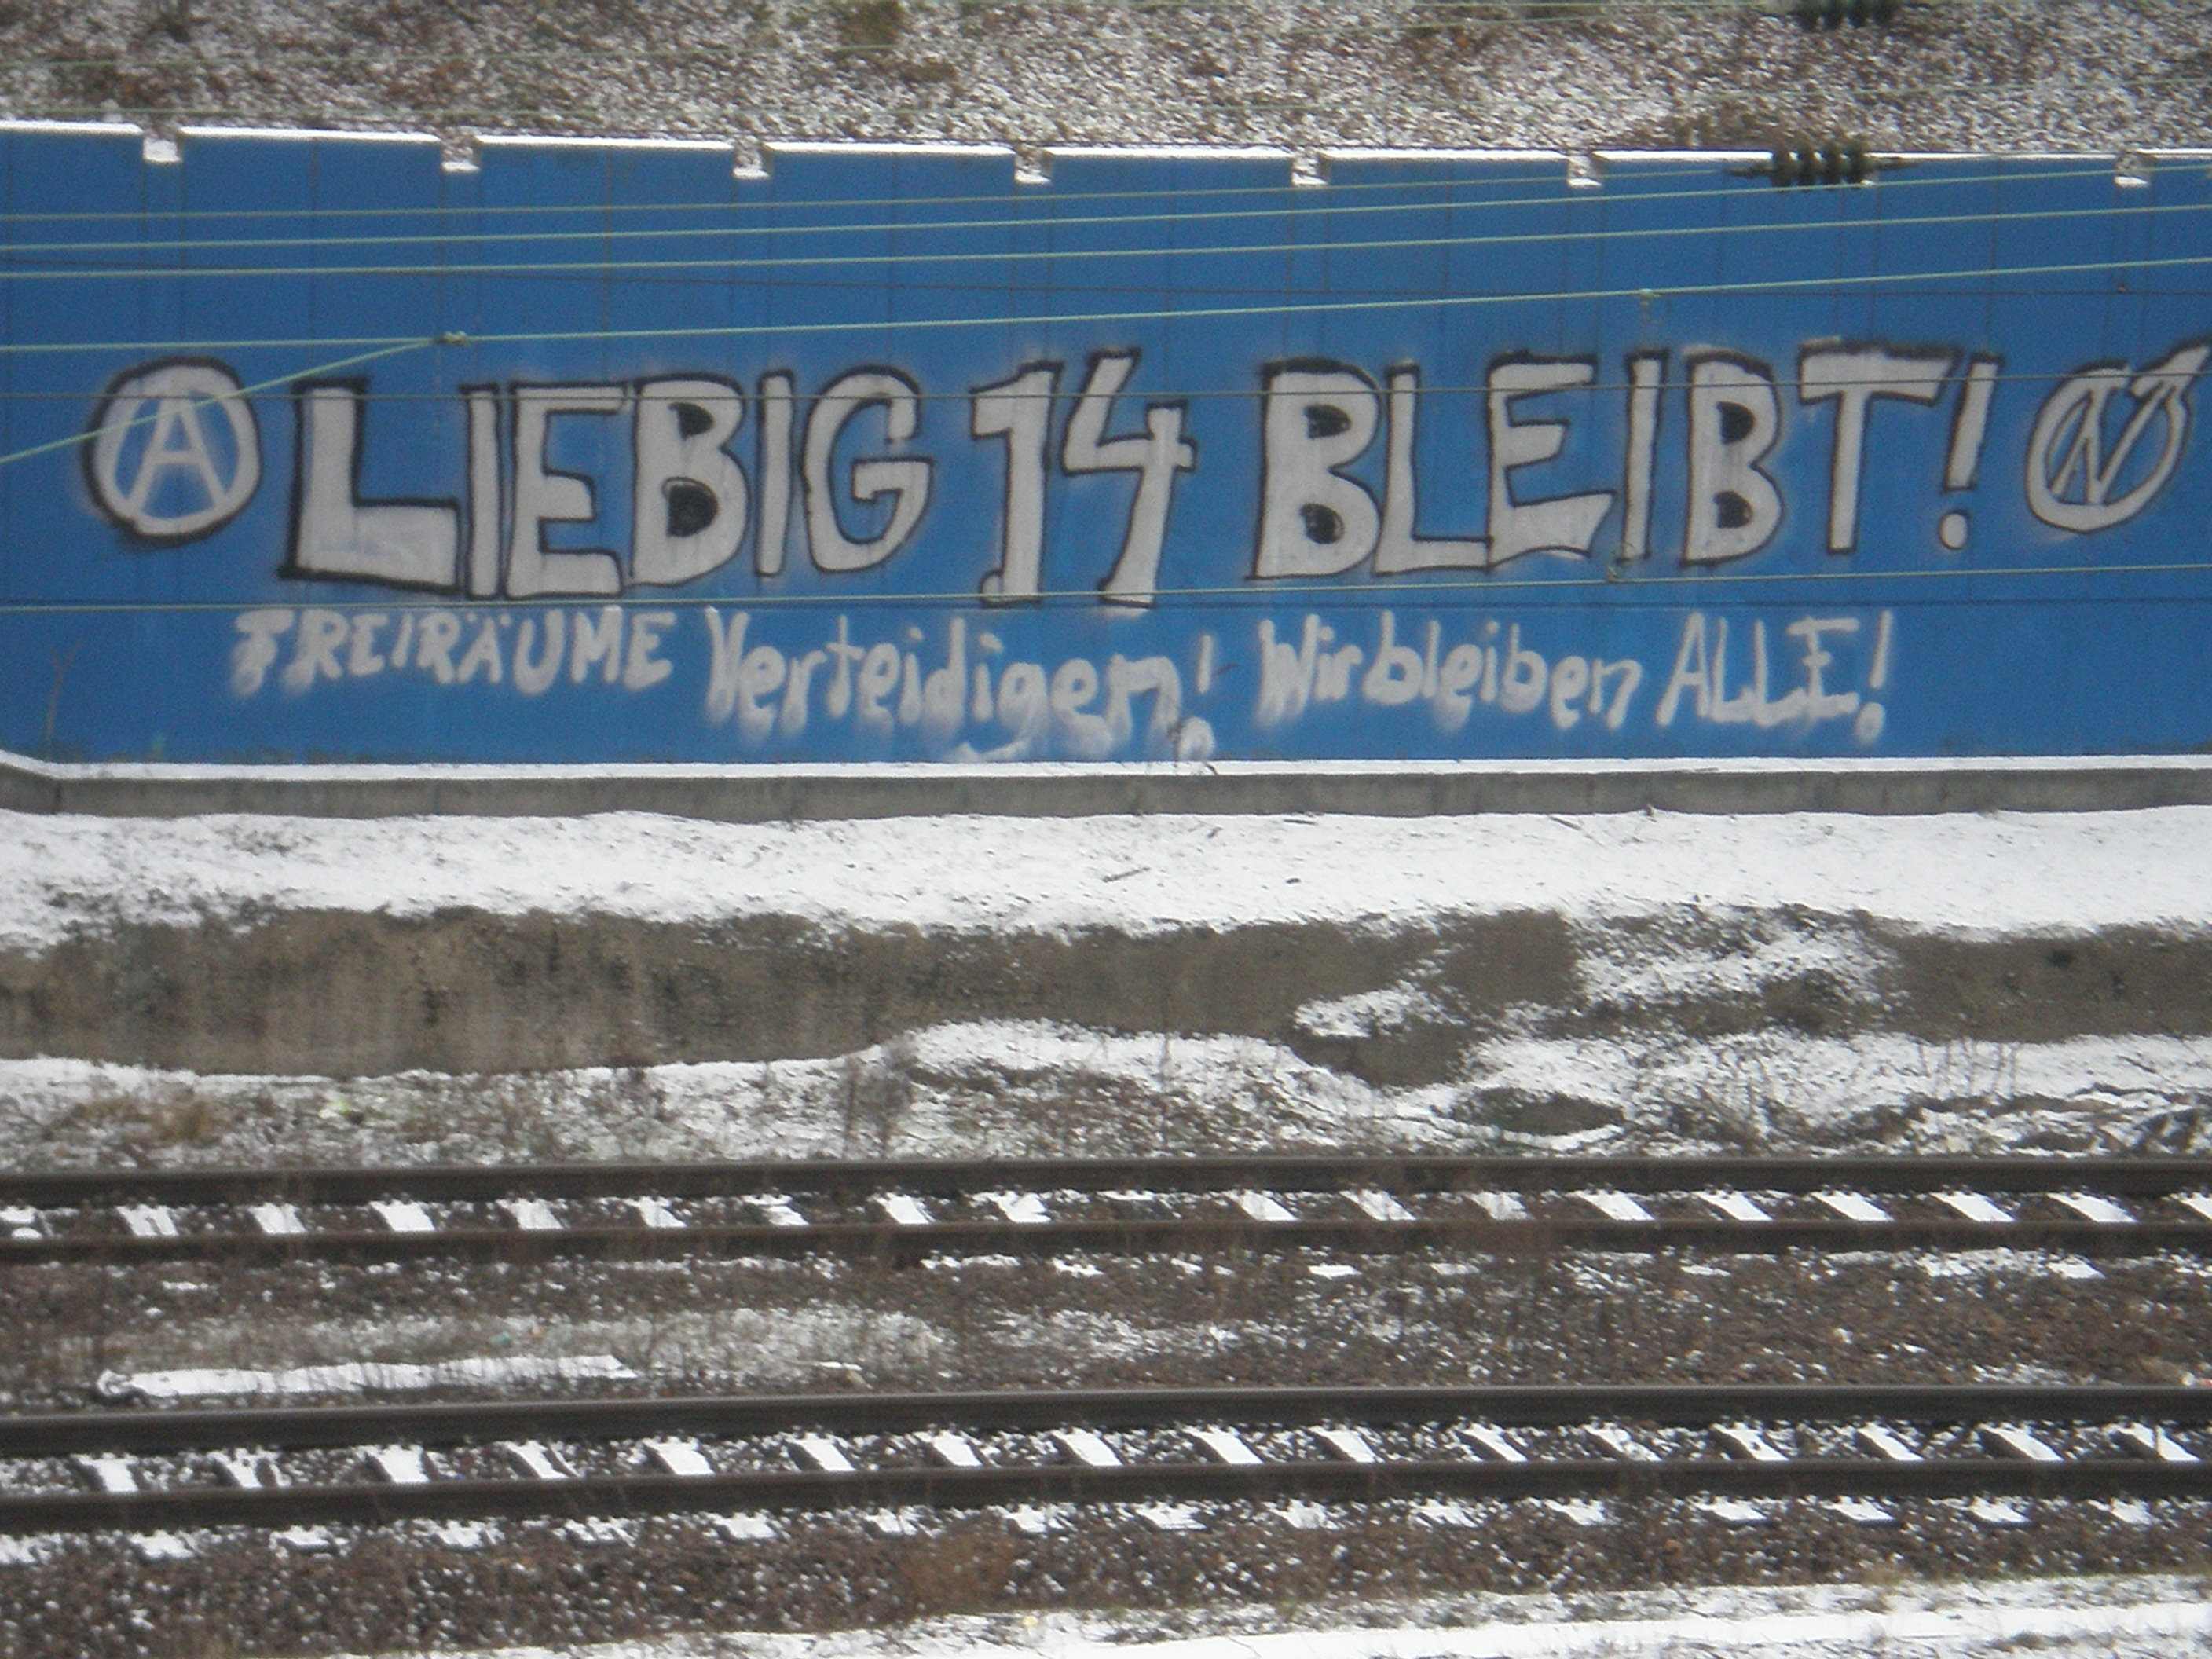 Ⓐ LIEBIG 14 BLEIBT!
FREIRÄUME Verteidigen! Wir bleiben ALLE!